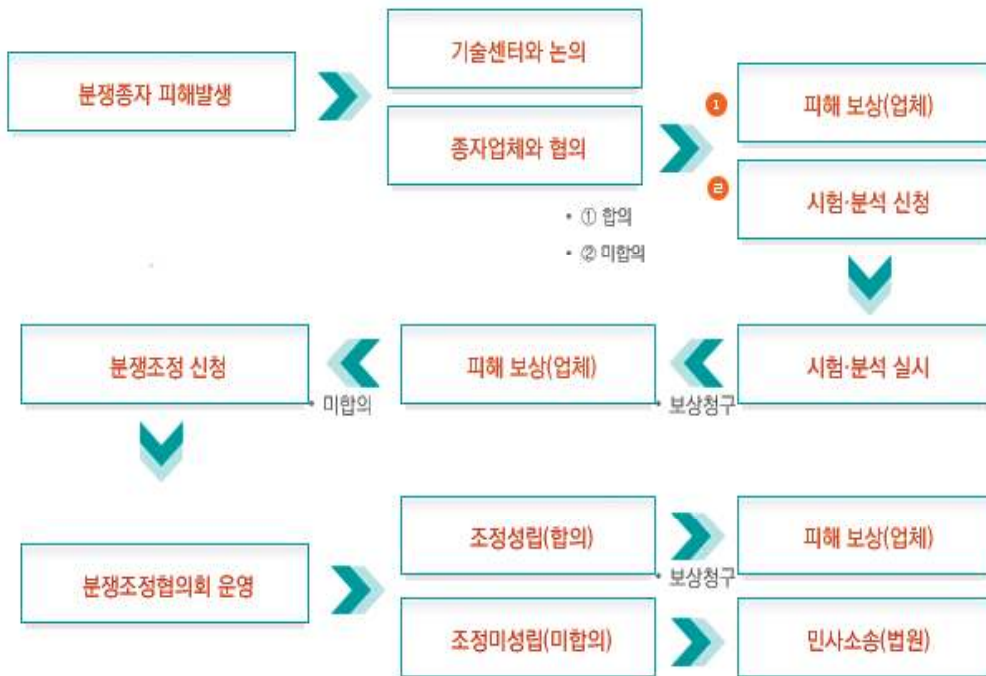 기술센터와 논의
분쟁종자 피해발생
종자업체와 협의
1 피해 보상(업체)
2 시험·분석 신청
• ① 합의
• ② 미합의
시험·분석 실시
• 보상청구
피해 보상(업체)
• 미합의
분쟁조정 신청
분쟁조정협의회 운영
조정성립(합의)
• 보상청구
피해 보상(업체)
조정미성립(미합의)
민사소송(법원)